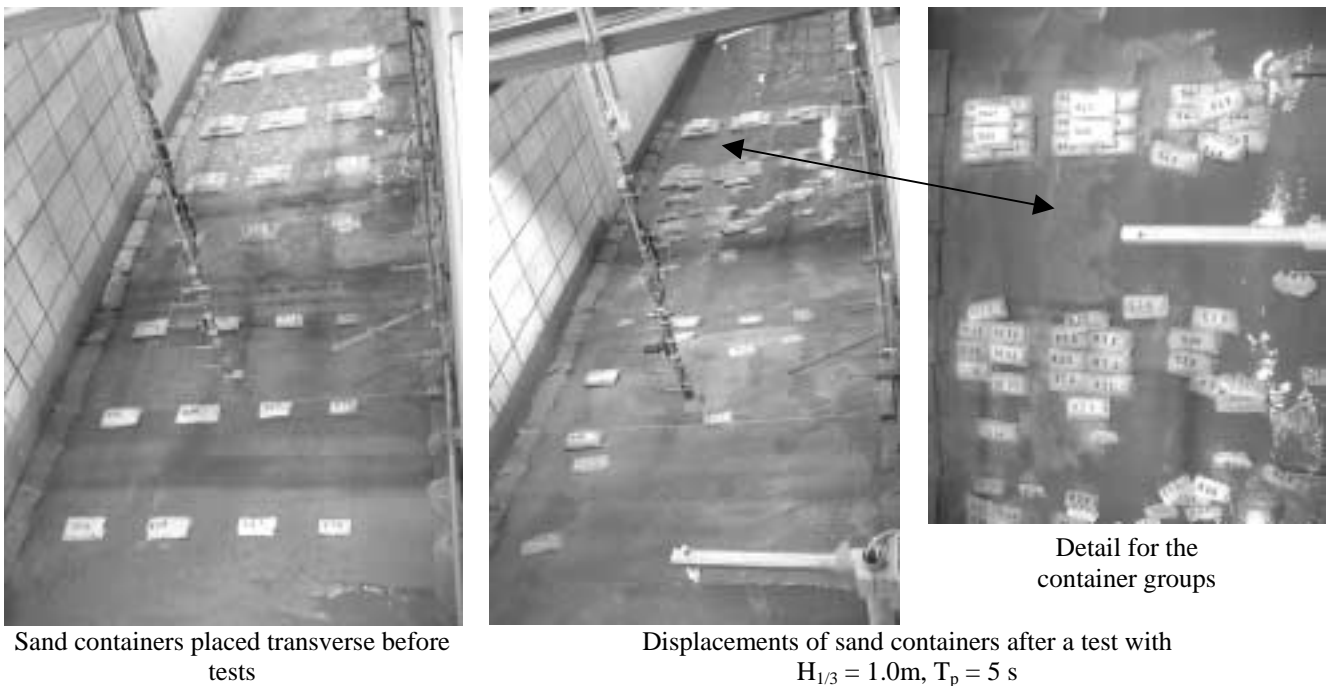 Sand containers placed transverse before
tests
Displacements of sand containers after a test with
H1/3 = 1.0m, Tp = 5 s
Detail for the
container groups